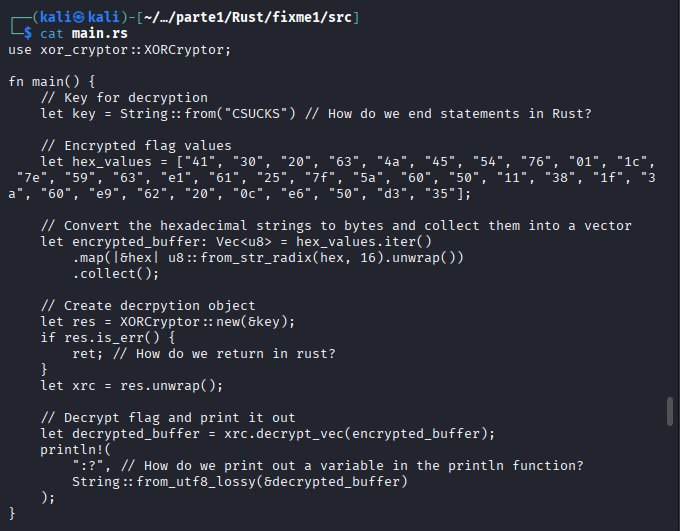 ┌──(kali㉿kali)-[~/…/parte1/Rust/fixme1/src]
└─$ cat main.rs
use xor_cryptor::XORCryptor;

fn main() {
    // Key for decryption
    let key = String::from("CSUCKS") // How do we end statements in Rust?

    // Encrypted flag values
    let hex_values = ["41", "30", "20", "63", "4a", "45", "54", "76", "01", "1c",
 "7e", "59", "63", "e1", "61", "25", "7f", "5a", "60", "50", "11", "38", "1f", "3
a", "60", "e9", "62", "20", "0c", "e6", "50", "d3", "35"];

    // Convert the hexadecimal strings to bytes and collect them into a vector
    let encrypted_buffer: Vec<u8> = hex_values.iter()
        .map(|&hex| u8::from_str_radix(hex, 16).unwrap())
        .collect();

    // Create decrpytion object
    let res = XORCryptor::new(&key);
    if res.is_err() {
        ret; // How do we return in rust?
    }
    let xrc = res.unwrap();

    // Decrypt flag and print it out
    let decrypted_buffer = xrc.decrypt_vec(encrypted_buffer);
    println!(
        ":?", // How do we print out a variable in the println function?
        String::from_utf8_lossy(&decrypted_buffer)
    );
}